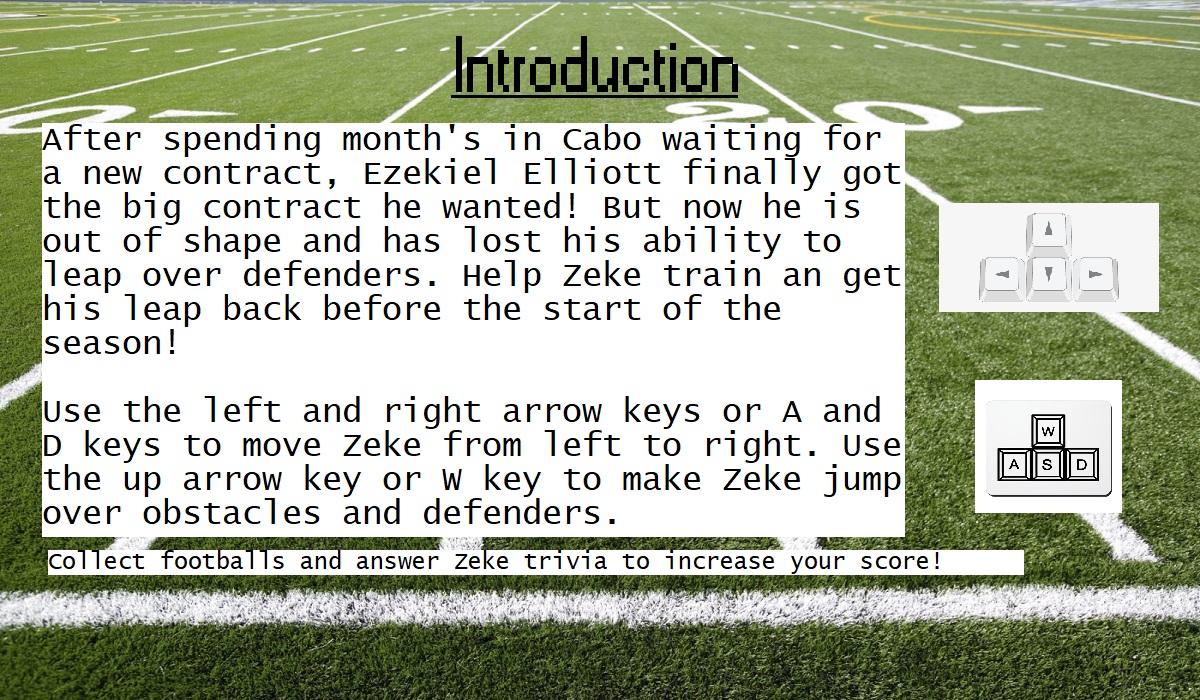 Introduction
After spending month's in Cabo waiting for
a new contract, Ezekiel Elliott finally got
the big contract he wanted! But now he is
out of shape and has lost his ability to
leap over defenders. Help Zeke train an get
his leap back before the start of the
season!
Use the left and right arrow keys or A and
D keys to move Zeke from left to right. Use
the up arrow key or W key to make Zeke jump
over obstacles and defenders.
Collect footballs and answer Zeke trivia to increase your score!
W
A S D